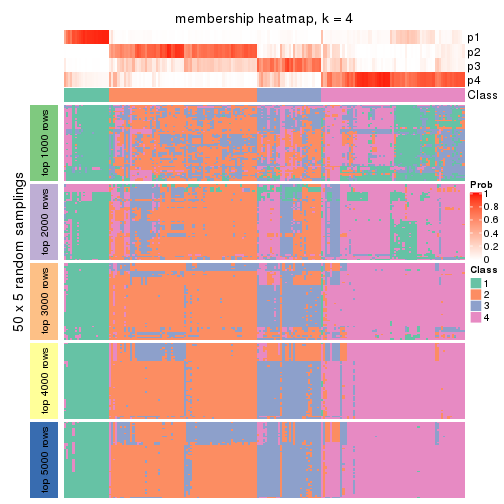 membership heatmap, k = 4
p1
p2
p3
p4
Class
50 x 5 random samplings
top 1000 rows
top 2000 rows
top 3000 rows
top 4000 rows
top 5000 rows
Prob
1
0.8
0.6
0.4
0.2
0
Class
1
2
3
4